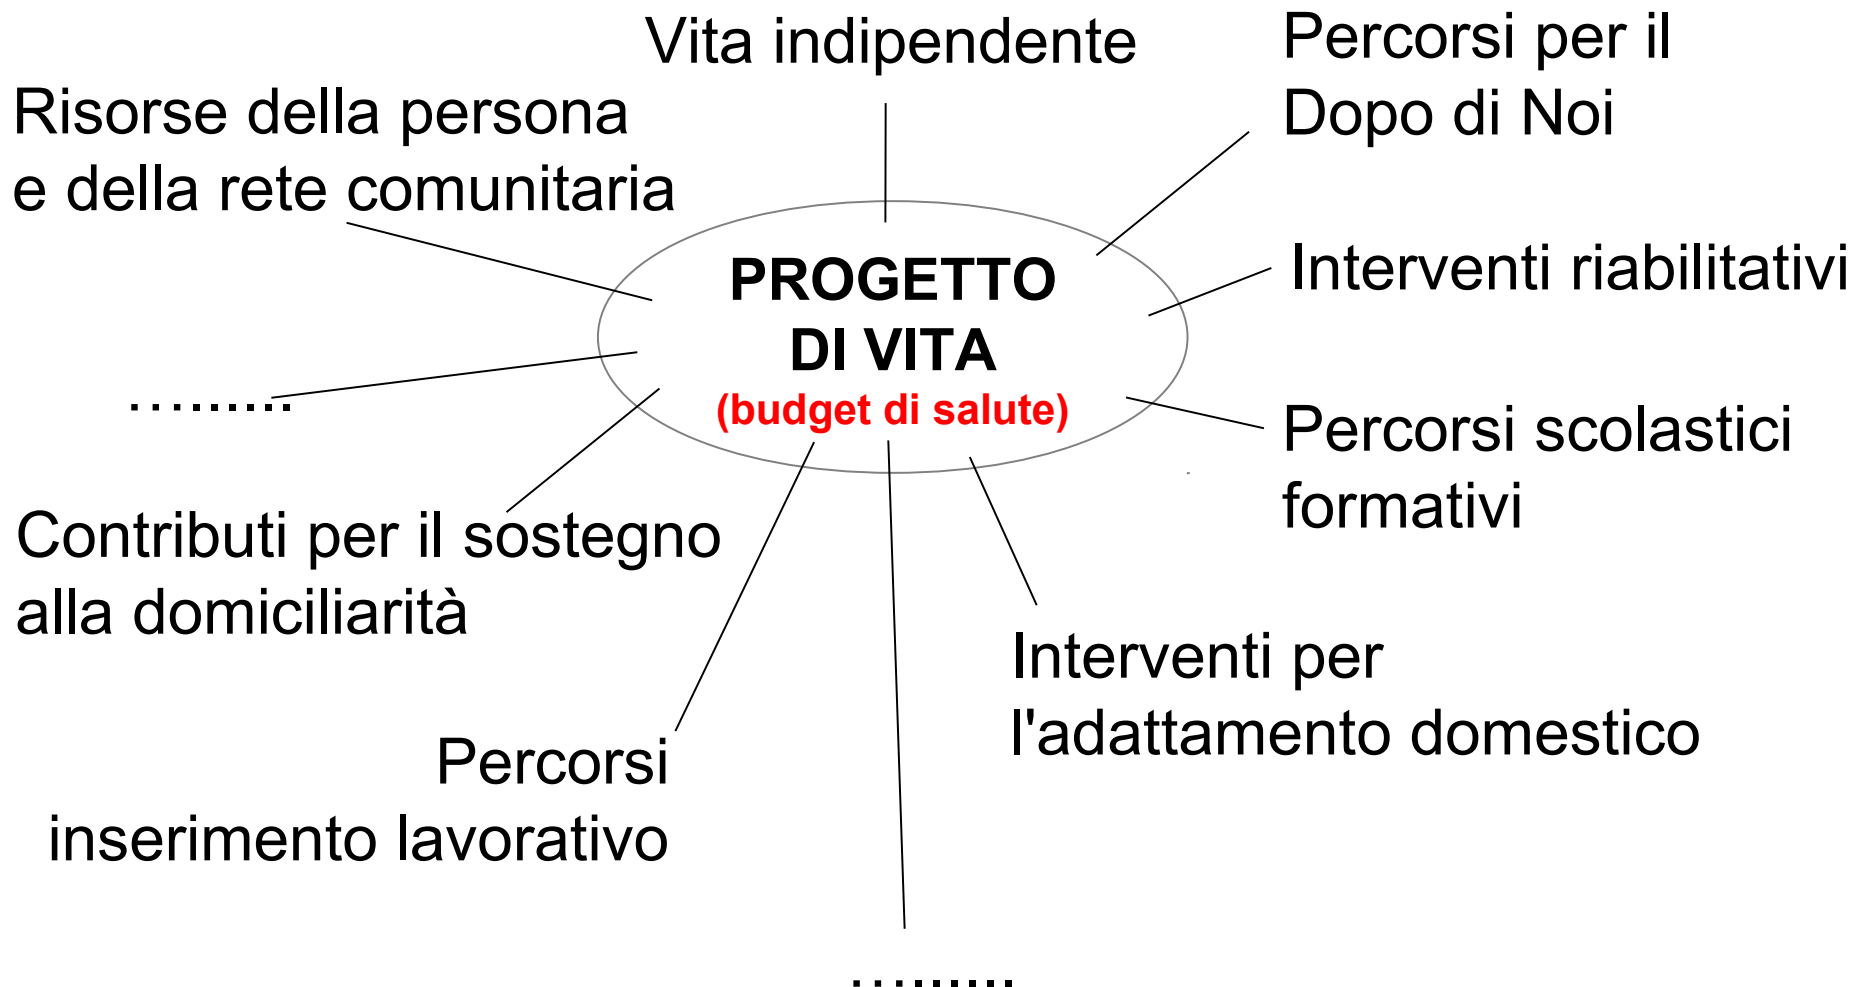 Vita indipendente
Percorsi per il
Dopo di Noi
Risorse della persona
e della rete comunitaria
PROGETTO
DI VITA
(budget di salute)
Interventi riabilitativi
...……
Percorsi scolastici
formativi
Contributi per il sostegno
alla domiciliarità
Interventi per
l'adattamento domestico
Percorsi
inserimento lavorativo
...……